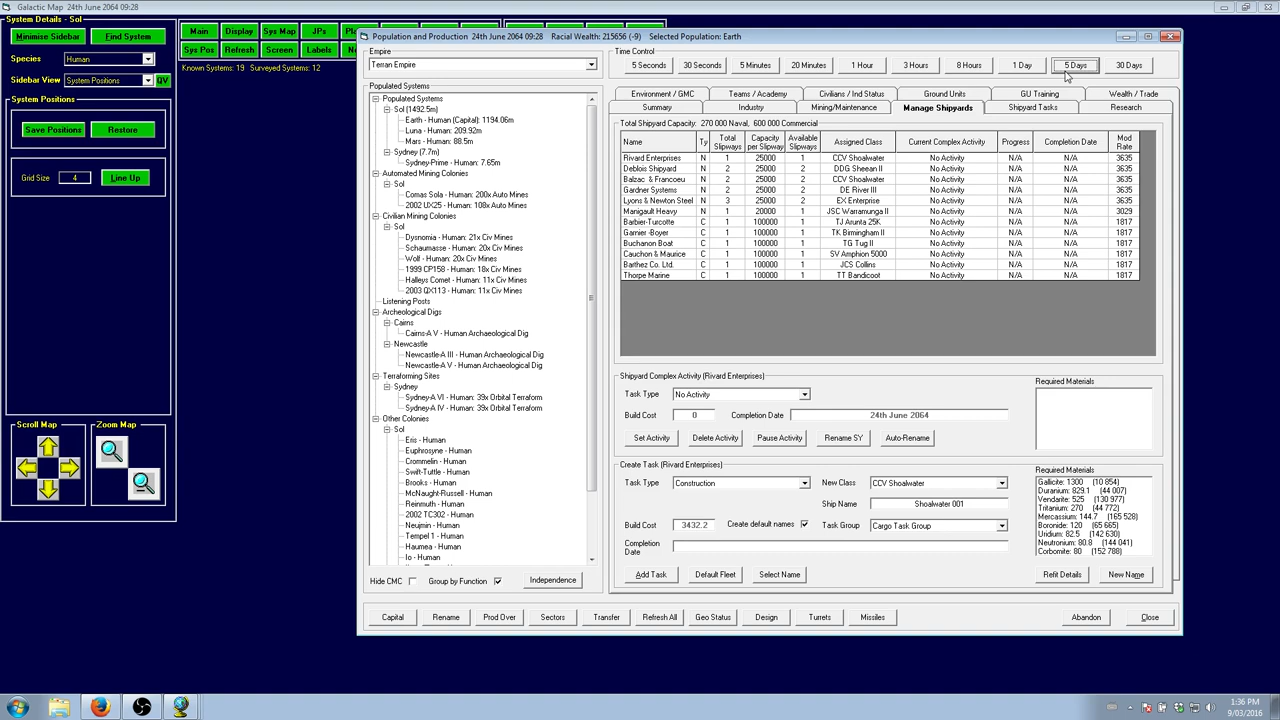 Galactic Map 24th June 2064 09:28
System Details - Sol
Minimise Sidebar Find System
Species Human
Sidebar View System Positions QV
System Positions
Save Positions Restore
Grid Size 4 Line Up
Scroll Map Zoom Map
Main Display Sys Map JPs
Sys Pos Refresh Screen Labels
Known Systems: 19 Surveyed Systems: 12
Population and Production 24th June 2064 09:28 Racial Wealth: 215656 (-9) Selected Population: Earth
Empire
Terran Empire
Populated Systems
Populated Systems
Sol (1492.5m)
Earth - Human (Capital): 1194.06m
Luna - Human: 209.92m
Mars - Human: 88.5m
Sydney (7.7m)
Sydney-Prime - Human: 7.65m
Automated Mining Colonies
Sol
Comas Sola - Human: 200x Auto Mines
2002 UX25 - Human: 108x Auto Mines
Civilian Mining Colonies
Sol
Dysnomia - Human: 21x Civ Mines
Schaumasse - Human: 20x Civ Mines
Wolf - Human: 20x Civ Mines
1999 CP158 - Human: 18x Civ Mines
Halleys Comet - Human: 11x Civ Mines
2003 QX113 - Human: 11x Civ Mines
Listening Posts
Archeological Digs
Cairns
Cairns-A V - Human Archaeological Dig
Newcastle
Newcastle-A III - Human Archaeological Dig
Newcastle-A V - Human Archaeological Dig
Terraforming Sites
Sydney
Sydney-A VI - Human: 39x Orbital Terraform
Sydney-A IV - Human: 39x Orbital Terraform
Other Colonies
Sol
Eris - Human
Euphrosyne - Human
Crommelin - Human
Swift-Tuttle - Human
Brooks - Human
McNaught-Russell - Human
Reinmuth - Human
2002 TC302 - Human
Neujmin - Human
Tempel 1 - Human
Haumea - Human
Io - Human
Hide CMC Group by Function Independence
Time Control
5 Seconds 30 Seconds 5 Minutes 20 Minutes 1 Hour 3 Hours 8 Hours 1 Day 5 Days 30 Days
Environment / GMC Teams / Academy Civilians / Ind Status Ground Units GU Training Wealth / Trade
Summary Industry Mining/Maintenance Manage Shipyards Shipyard Tasks Research
Total Shipyard Capacity: 270 000 Naval, 600 000 Commercial
Name Ty Total Slipways Capacity per Slipway Available Slipways Assigned Class Current Complex Activity Progress Completion Date Mod Rate
Rivard Enterprises N 1 25000 1 CCV Shoalwater No Activity N/A N/A 3635
Deblois Shipyard N 2 25000 2 DDG Sheean II No Activity N/A N/A 3635
Balzac & Francoeu N 2 25000 2 CCV Shoalwater No Activity N/A N/A 3635
Gardner Systems N 2 25000 2 DE River III No Activity N/A N/A 3635
Lyons & Newton Steel N 3 25000 2 EX Enterprise No Activity N/A N/A 3635
Manigault Heavy N 1 20000 1 JSC Warramunga II No Activity N/A N/A 3029
Barbier-Turcotte C 1 100000 1 TJ Arunta 25K No Activity N/A N/A 1817
Garnier -Boyer C 1 100000 1 TK Birmingham II No Activity N/A N/A 1817
Buchanon Boat C 1 100000 1 TG Tug II No Activity N/A N/A 1817
Cauchon & Maurice C 1 100000 1 SV Amphion 5000 No Activity N/A N/A 1817
Barthez Co. Ltd. C 1 100000 1 JCS Collins No Activity N/A N/A 1817
Thorpe Marine C 1 100000 1 TT Bandicoot No Activity N/A N/A 1817
Shipyard Complex Activity (Rivard Enterprises) Required Materials
Task Type No Activity
Build Cost 0 Completion Date 24th June 2064
Set Activity Delete Activity Pause Activity Rename SY Auto-Rename
Create Task (Rivard Enterprises) Required Materials
Task Type Construction New Class CCV Shoalwater
Ship Name Shoalwater 001
Build Cost 3432.2 Create default names Task Group Cargo Task Group
Completion Date
Gallicite: 1300 (10 854)
Duranium: 829.1 (44 007)
Vendarite: 525 (130 977)
Tritanium: 270 (44 772)
Mercassium: 144.7 (165 528)
Boronide: 120 (65 665)
Uridium: 82.5 (142 630)
Neutronium: 80.8 (144 041)
Corbomite: 80 (152 788)
Add Task Default Fleet Select Name Refit Details New Name
Capital Rename Prod Over Sectors Transfer Refresh All Geo Status Design Turrets Missiles Abandon Close
1:36 PM
9/03/2016